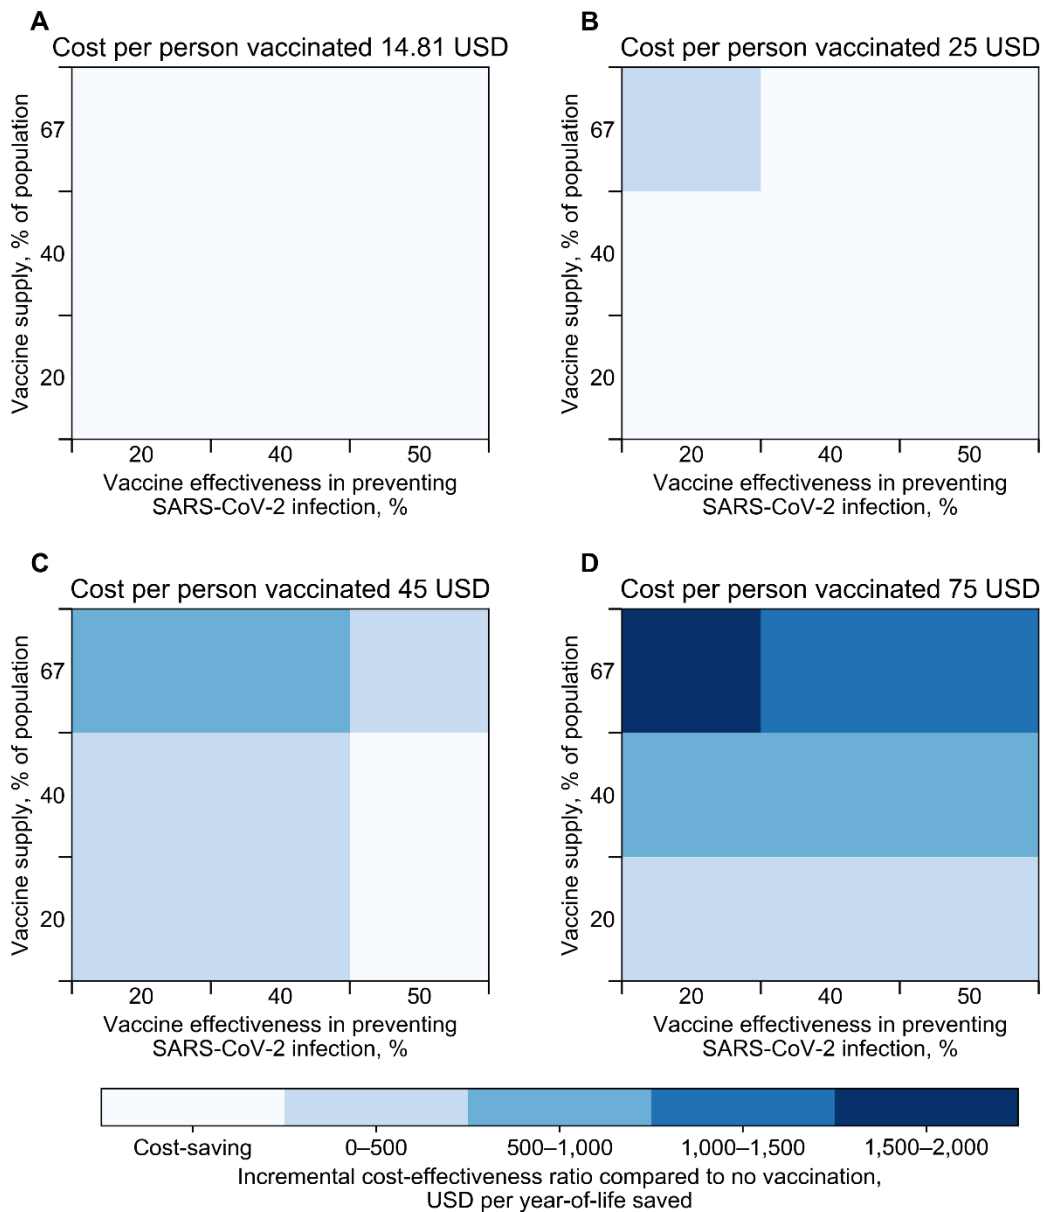 A
Cost per person vaccinated 14.81 USD
Vaccine supply, % of population
67
40
20
20 40 50
Vaccine effectiveness in preventing
SARS-CoV-2 infection, %
B
Cost per person vaccinated 25 USD
Vaccine supply, % of population
67
40
20
20 40 50
Vaccine effectiveness in preventing
SARS-CoV-2 infection, %
C
Cost per person vaccinated 45 USD
Vaccine supply, % of population
67
40
20
20 40 50
Vaccine effectiveness in preventing
SARS-CoV-2 infection, %
D
Cost per person vaccinated 75 USD
Vaccine supply, % of population
67
40
20
20 40 50
Vaccine effectiveness in preventing
SARS-CoV-2 infection, %
Cost-saving 0–500 500–1,000 1,000–1,500 1,500–2,000
Incremental cost-effectiveness ratio compared to no vaccination,
USD per year-of-life saved